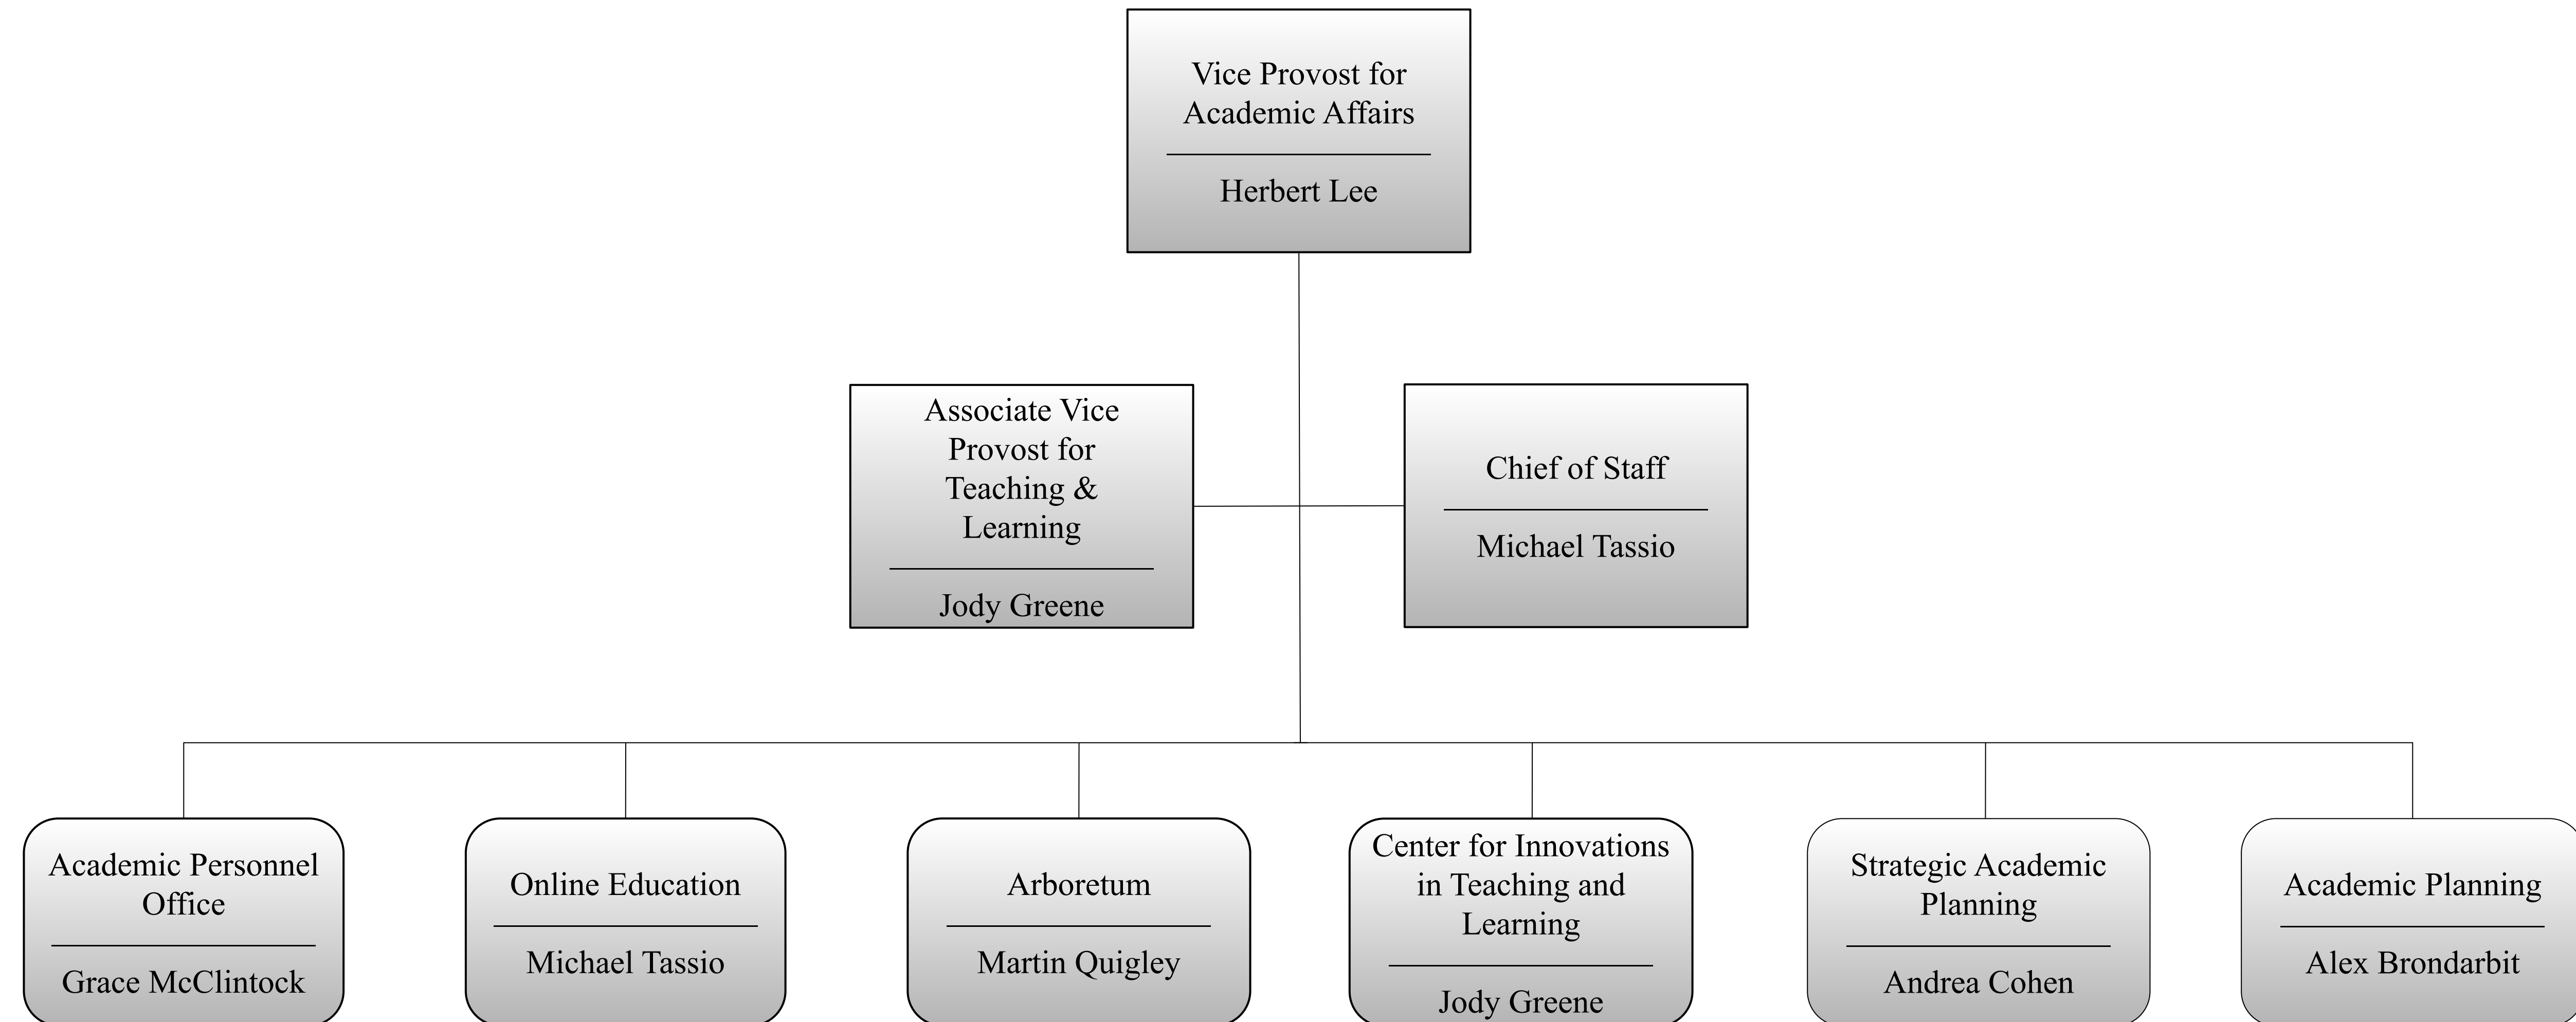 Vice Provost for
Academic Affairs
Herbert Lee
Associate Vice
Provost for
Teaching &
Learning
Jody Greene
Chief of Staff
Michael Tassio
Academic Personnel
Office
Grace McClintock
Online Education
Michael Tassio
Arboretum
Martin Quigley
Center for Innovations
in Teaching and
Learning
Jody Greene
Strategic Academic
Planning
Andrea Cohen
Academic Planning
Alex Brondarbit